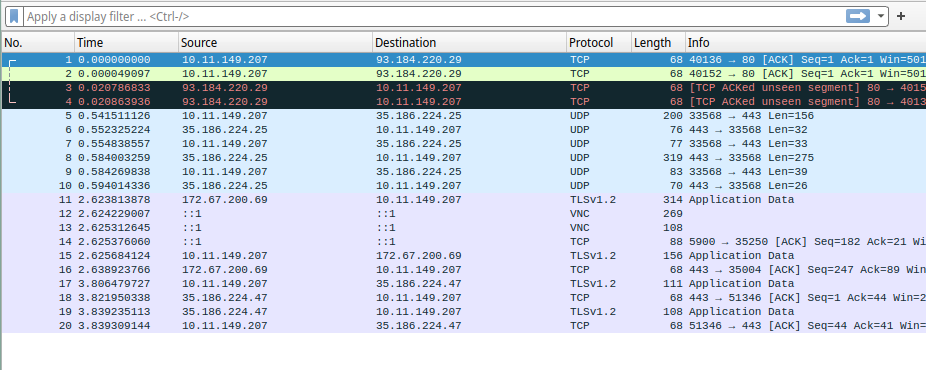 Apply a display filter ... <Ctrl-/>
No. Time Source Destination Protocol Length Info
1 0.000000000 10.11.149.207 93.184.220.29 TCP 68 40136 → 80 [ACK] Seq=1 Ack=1 Win=501
2 0.000049097 10.11.149.207 93.184.220.29 TCP 68 40152 → 80 [ACK] Seq=1 Ack=1 Win=501
3 0.020786833 93.184.220.29 10.11.149.207 TCP 68 [TCP ACKed unseen segment] 80 → 4015
4 0.020863936 93.184.220.29 10.11.149.207 TCP 68 [TCP ACKed unseen segment] 80 → 4013
5 0.541511126 10.11.149.207 35.186.224.25 UDP 200 33568 → 443 Len=156
6 0.552325224 35.186.224.25 10.11.149.207 UDP 76 443 → 33568 Len=32
7 0.554838557 35.186.224.25 10.11.149.207 UDP 77 443 → 33568 Len=33
8 0.584003259 35.186.224.25 10.11.149.207 UDP 319 443 → 33568 Len=275
9 0.584269838 10.11.149.207 35.186.224.25 UDP 83 33568 → 443 Len=39
10 0.594014336 35.186.224.25 10.11.149.207 UDP 70 443 → 33568 Len=26
11 2.623813878 172.67.200.69 10.11.149.207 TLSv1.2 314 Application Data
12 2.624229007 ::1 ::1 VNC 269
13 2.625312645 ::1 ::1 VNC 108
14 2.625376060 ::1 ::1 TCP 88 5900 → 35250 [ACK] Seq=182 Ack=21 Wi
15 2.625684124 10.11.149.207 172.67.200.69 TLSv1.2 156 Application Data
16 2.638923766 172.67.200.69 10.11.149.207 TCP 68 443 → 35004 [ACK] Seq=247 Ack=89 Wi
17 3.806479727 10.11.149.207 35.186.224.47 TLSv1.2 111 Application Data
18 3.821950338 35.186.224.47 10.11.149.207 TCP 68 443 → 51346 [ACK] Seq=1 Ack=44 Win=2
19 3.839235113 35.186.224.47 10.11.149.207 TLSv1.2 108 Application Data
20 3.839309144 10.11.149.207 35.186.224.47 TCP 68 51346 → 443 [ACK] Seq=44 Ack=41 Win=